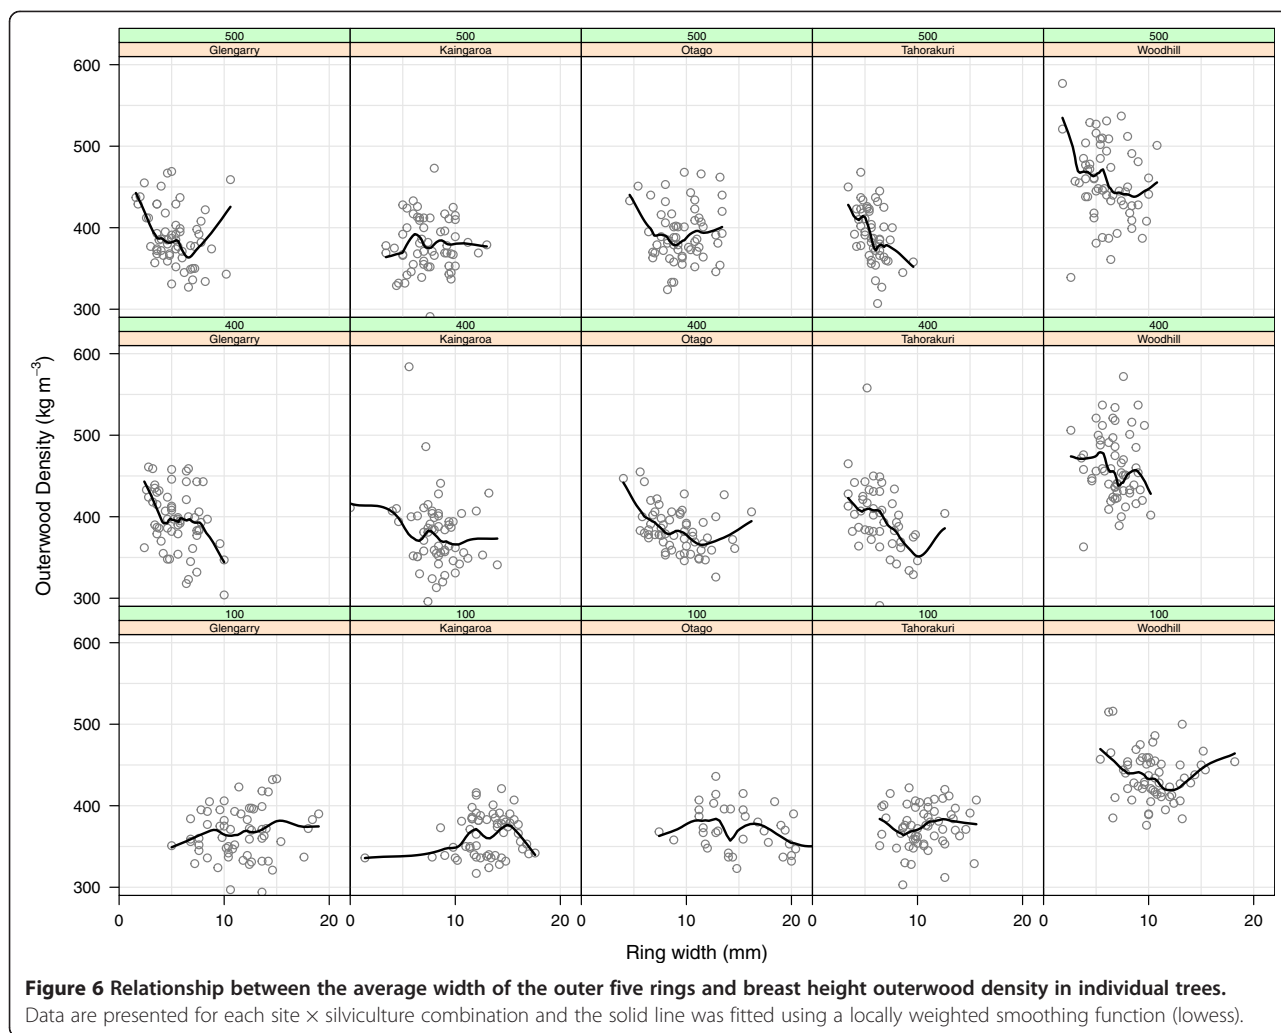 500 500 500 500 500
Glengarry Kaingaroa Otago Tahorakuri Woodhill
600
500
400
300
400 400 400 400 400
Glengarry Kaingaroa Otago Tahorakuri Woodhill
600
500
400
300
Outerwood Density (kg m⁻³)
100 100 100 100 100
Glengarry Kaingaroa Otago Tahorakuri Woodhill
600
500
400
300
0 10 20 0 10 20 0 10 20 0 10 20 0 10 20
Ring width (mm)
Figure 6 Relationship between the average width of the outer five rings and breast height outerwood density in individual trees.
Data are presented for each site × silviculture combination and the solid line was fitted using a locally weighted smoothing function (lowess).